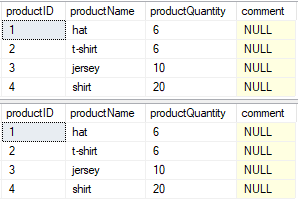 productID productName productQuantity comment
1 hat 6 NULL
2 t-shirt 6 NULL
3 jersey 10 NULL
4 shirt 20 NULL
productID productName productQuantity comment
1 hat 6 NULL
2 t-shirt 6 NULL
3 jersey 10 NULL
4 shirt 20 NULL